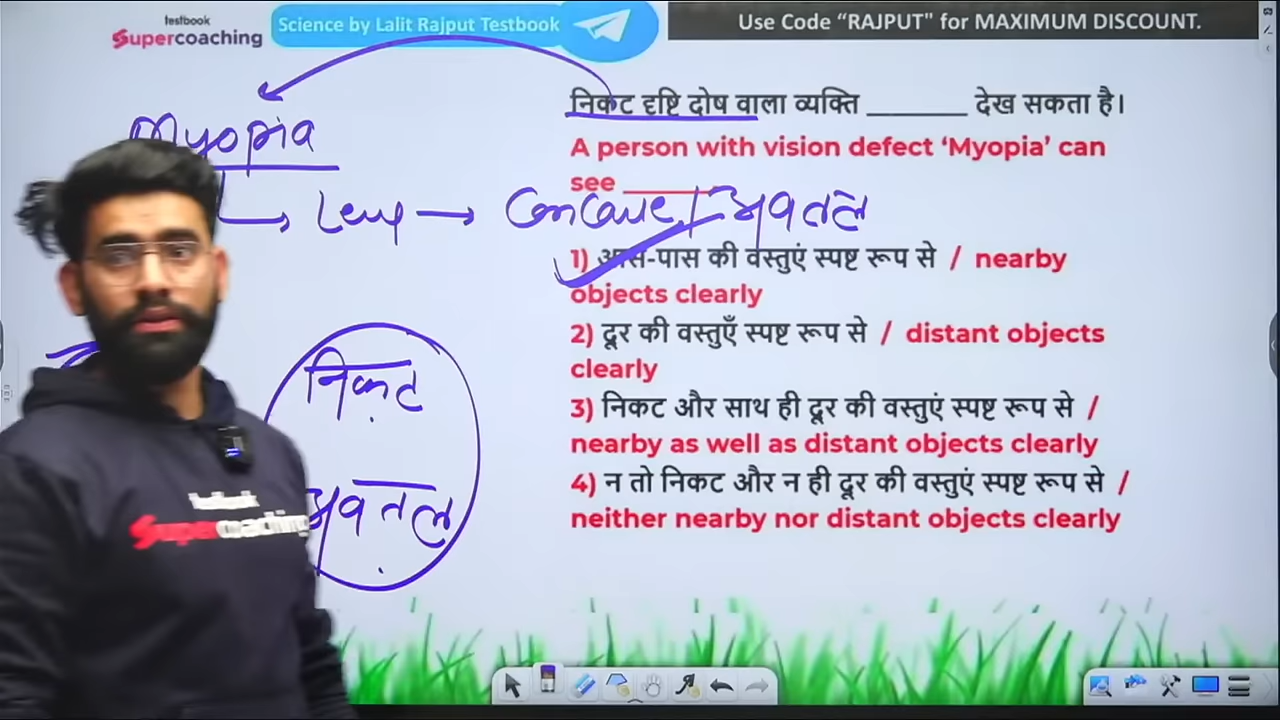 testbook
Supercoaching
Science by Lalit Rajput Testbook
Use Code “RAJPUT" for MAXIMUM DISCOUNT.
निकट दृष्टि दोष वाला व्यक्ति ________ देख सकता है।
A person with vision defect ‘Myopia’ can
see ________
Myopia
Lens → Concave / अवतल
1) आस-पास की वस्तुएं स्पष्ट रूप से / nearby
objects clearly
2) दूर की वस्तुएँ स्पष्ट रूप से / distant objects
clearly
3) निकट और साथ ही दूर की वस्तुएं स्पष्ट रूप से /
nearby as well as distant objects clearly
4) न तो निकट और न ही दूर की वस्तुएं स्पष्ट रूप से /
neither nearby nor distant objects clearly
निकट
अवतल
testbook
Supercoaching